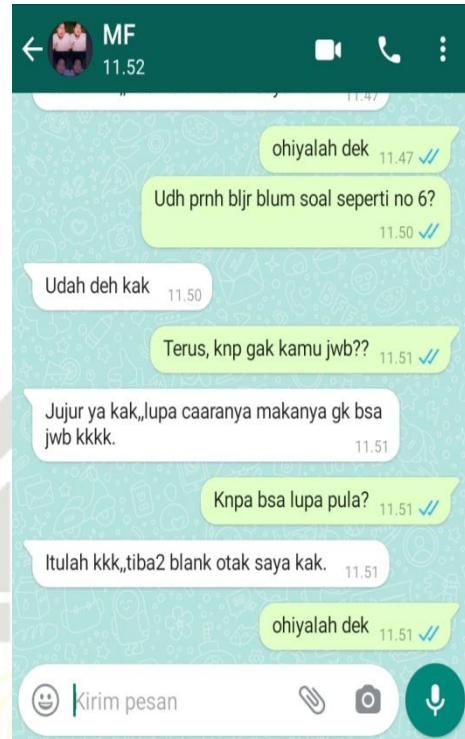 MF
11.52
11.47
ohiyalah dek 11.47
Udh prnh bljr blum soal seperti no 6?
11.50
Udah deh kak 11.50
Terus, knp gak kamu jwb?? 11.51
Jujur ya kak,,lupa caaranya makanya gk bsa
jwb kkkk.
11.51
Knpa bsa lupa pula? 11.51
Itulah kkk,,tiba2 blank otak saya kak. 11.51
ohiyalah dek 11.51
Kirim pesan